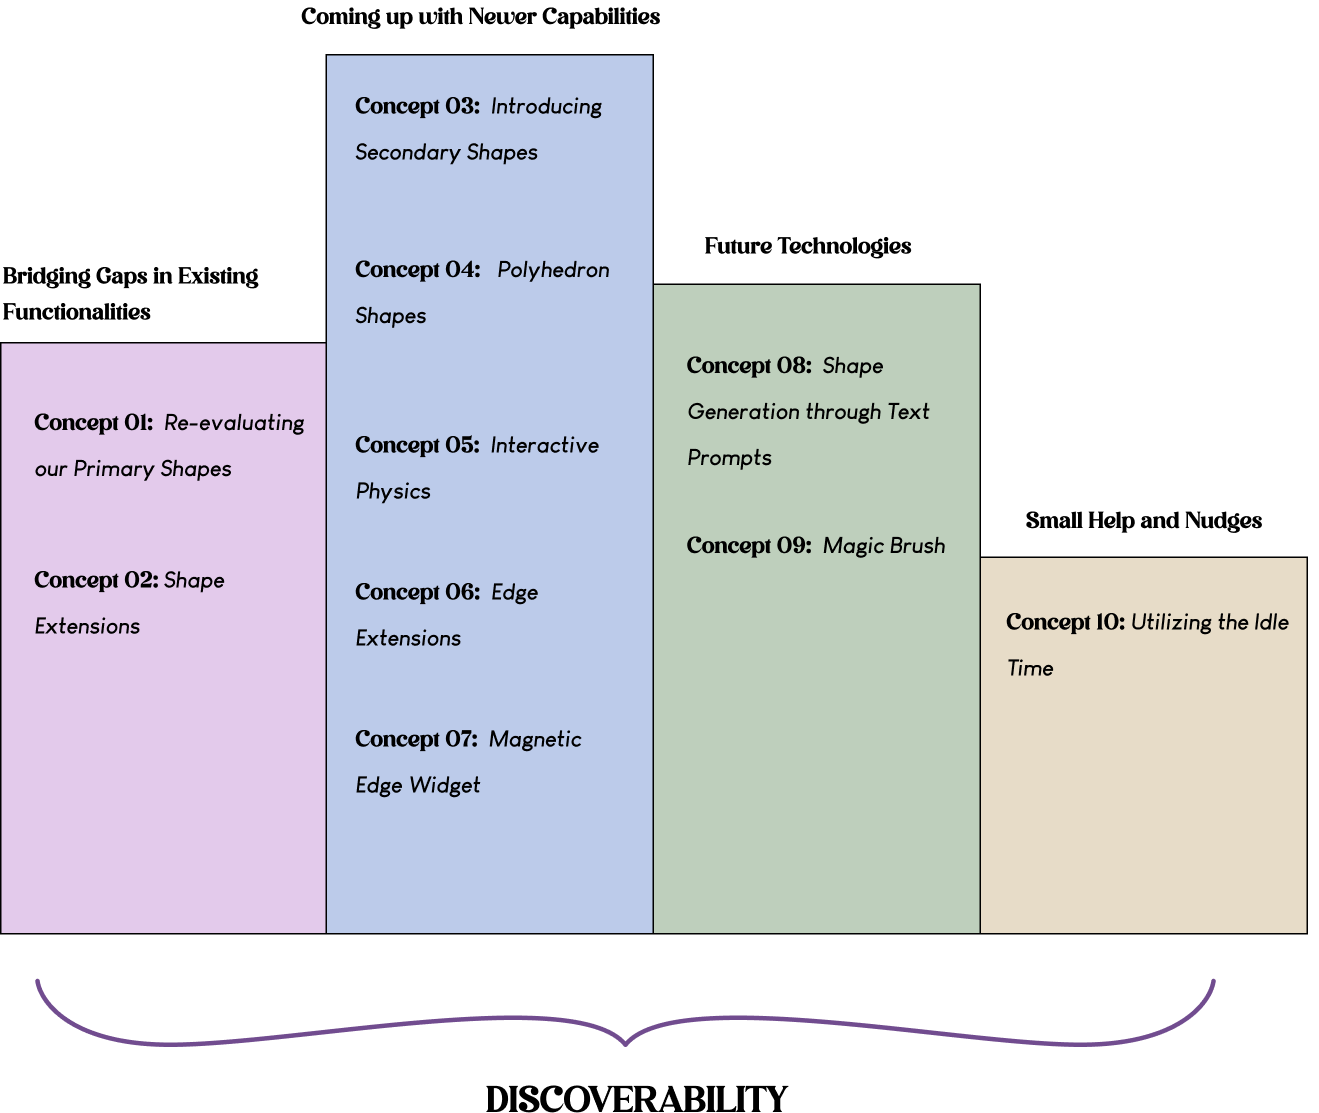 Coming up with Newer Capabilities
Concept 03: Introducing
Secondary Shapes
Concept 04: Polyhedron
Shapes
Concept 05: Interactive
Physics
Concept 06: Edge
Extensions
Concept 07: Magnetic
Edge Widget
Bridging Gaps in Existing
Functionalities
Concept 01: Re-evaluating
our Primary Shapes
Concept 02: Shape
Extensions
Future Technologies
Concept 08: Shape
Generation through Text
Prompts
Concept 09: Magic Brush
Small Help and Nudges
Concept 10: Utilizing the Idle
Time
DISCOVERABILITY